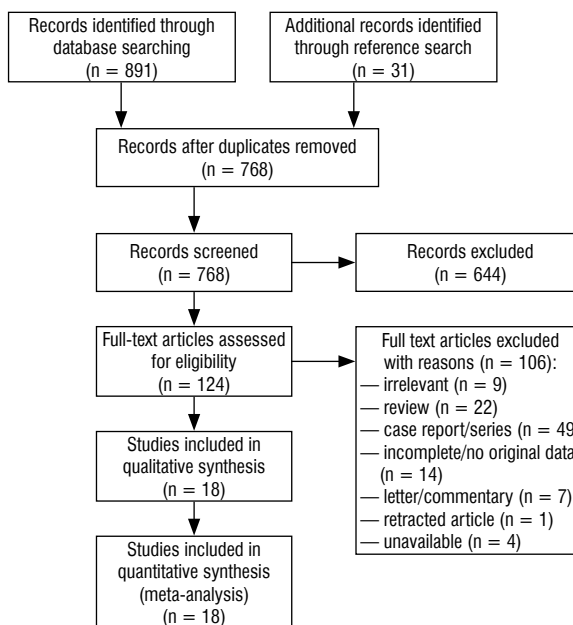 Records identified through
database searching
(n = 891)
Additional records identified
through reference search
(n = 31)
Records after duplicates removed
(n = 768)
Records screened
(n = 768)
Records excluded
(n = 644)
Full-text articles assessed
for eligibility
(n = 124)
Full text articles excluded
with reasons (n = 106):
— irrelevant (n = 9)
— review (n = 22)
— case report/series (n = 49)
— incomplete/no original data
(n = 14)
— letter/commentary (n = 7)
— retracted article (n = 1)
— unavailable (n = 4)
Studies included in
qualitative synthesis
(n = 18)
Studies included in
quantitative synthesis
(meta-analysis)
(n = 18)